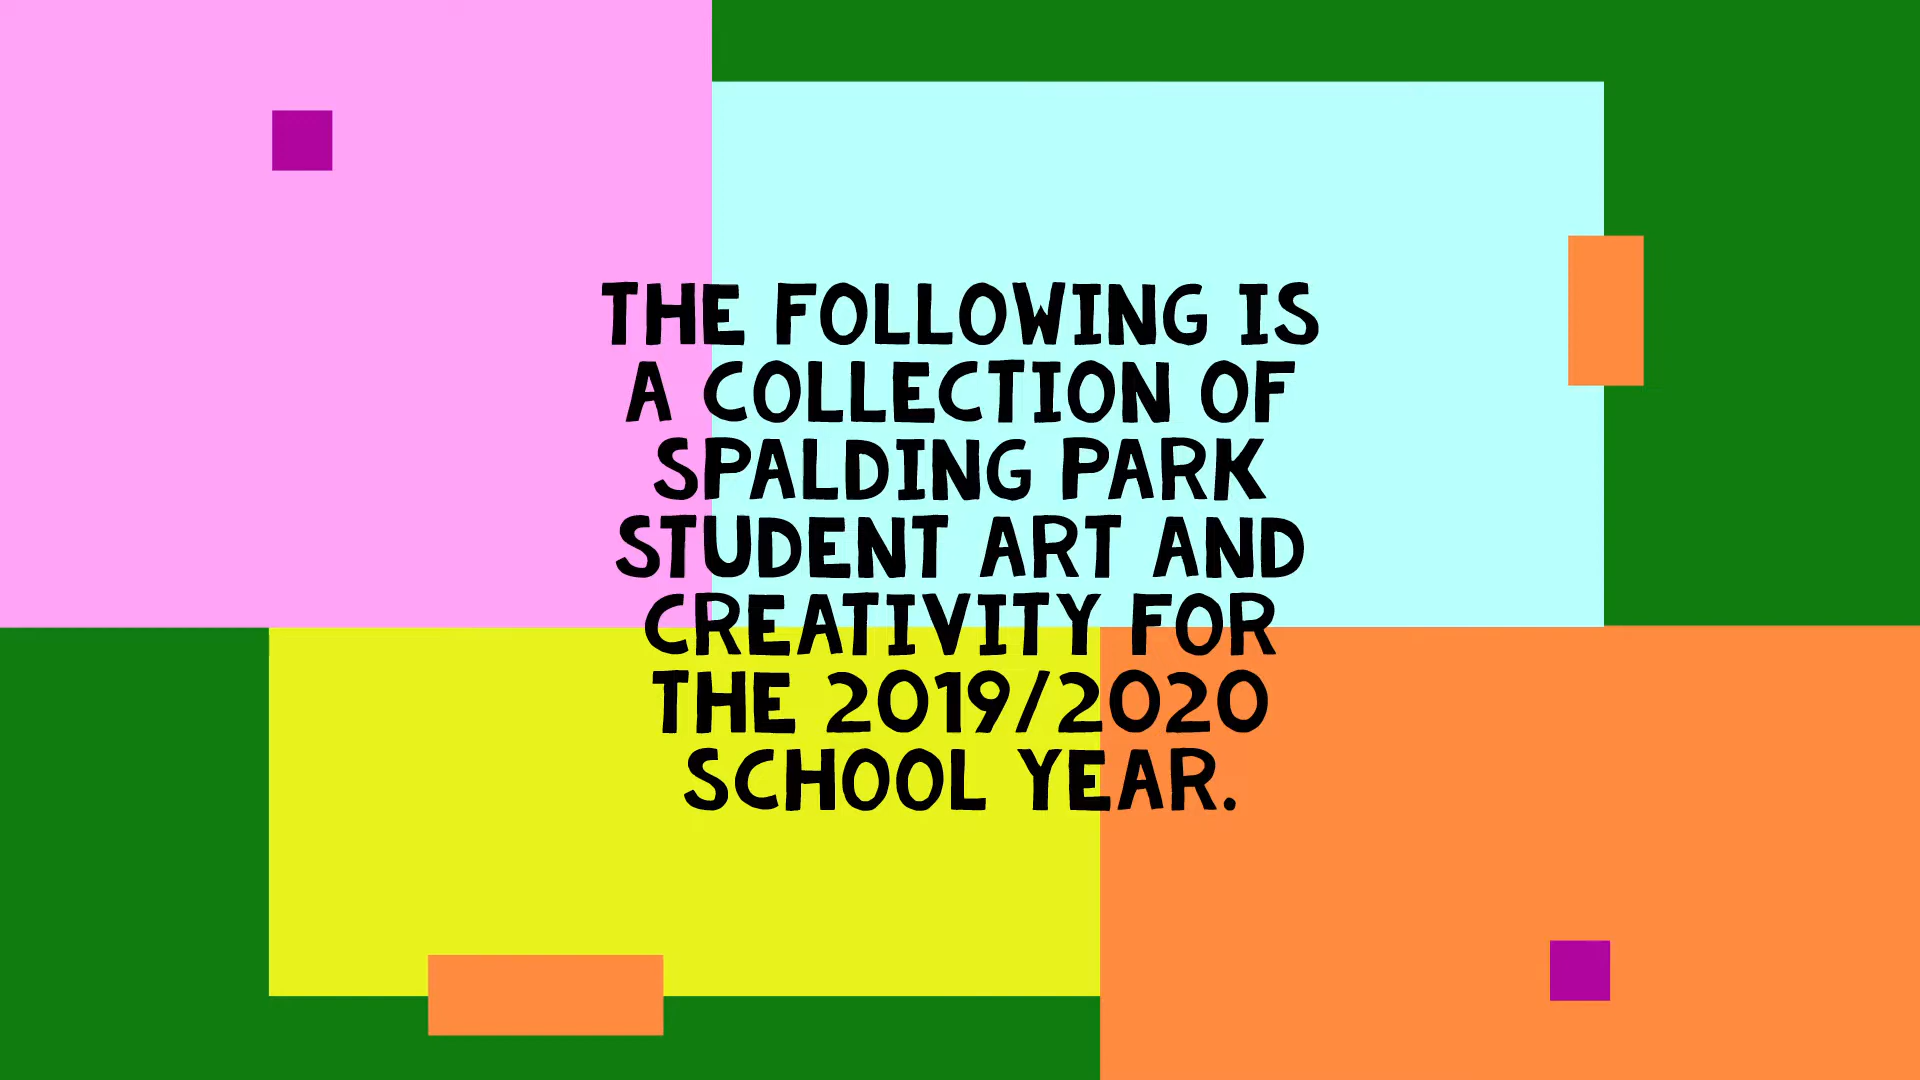 THE FOLLOWING IS
A COLLECTION OF
SPALDING PARK
STUDENT ART AND
CREATIVITY FOR
THE 2019/2020
SCHOOL YEAR.